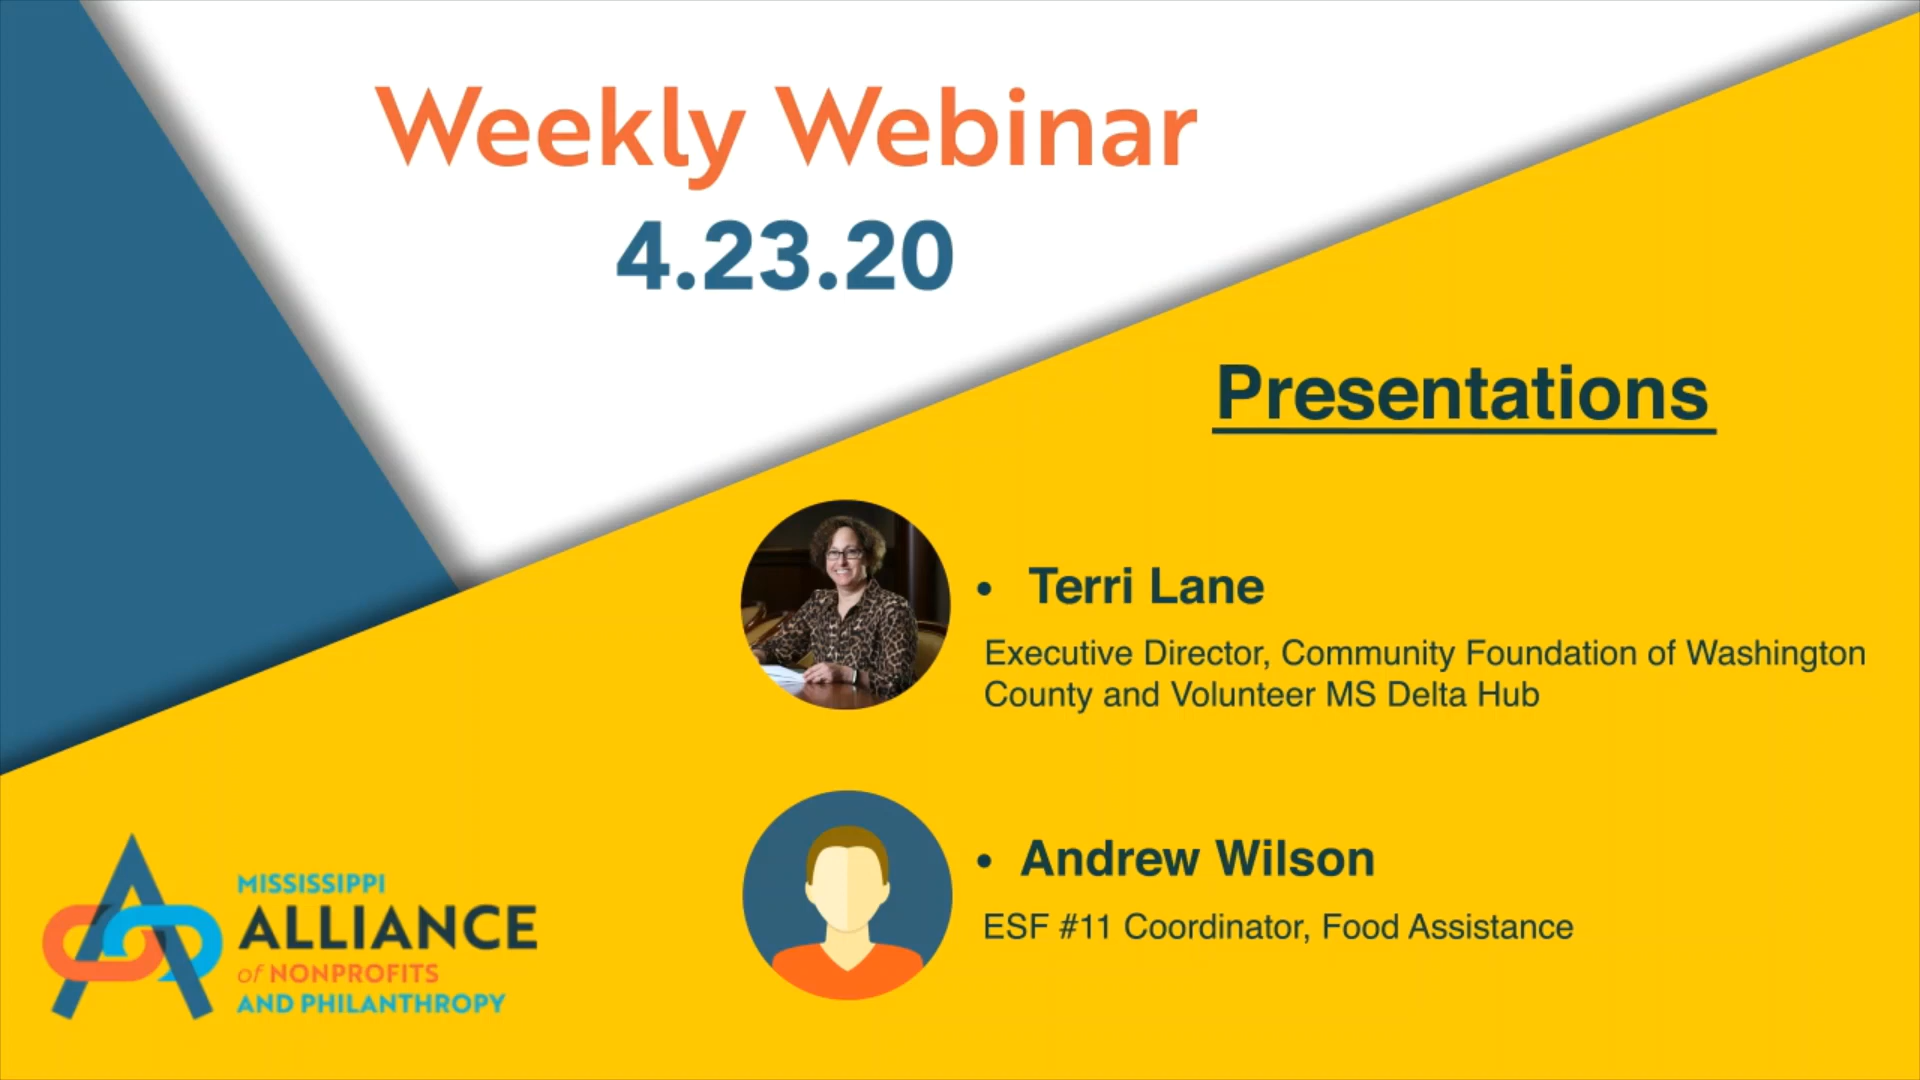 Weekly Webinar
4.23.20
Presentations
• Terri Lane
Executive Director, Community Foundation of Washington
County and Volunteer MS Delta Hub
• Andrew Wilson
ESF #11 Coordinator, Food Assistance
MISSISSIPPI
ALLIANCE
of NONPROFITS
AND PHILANTHROPY